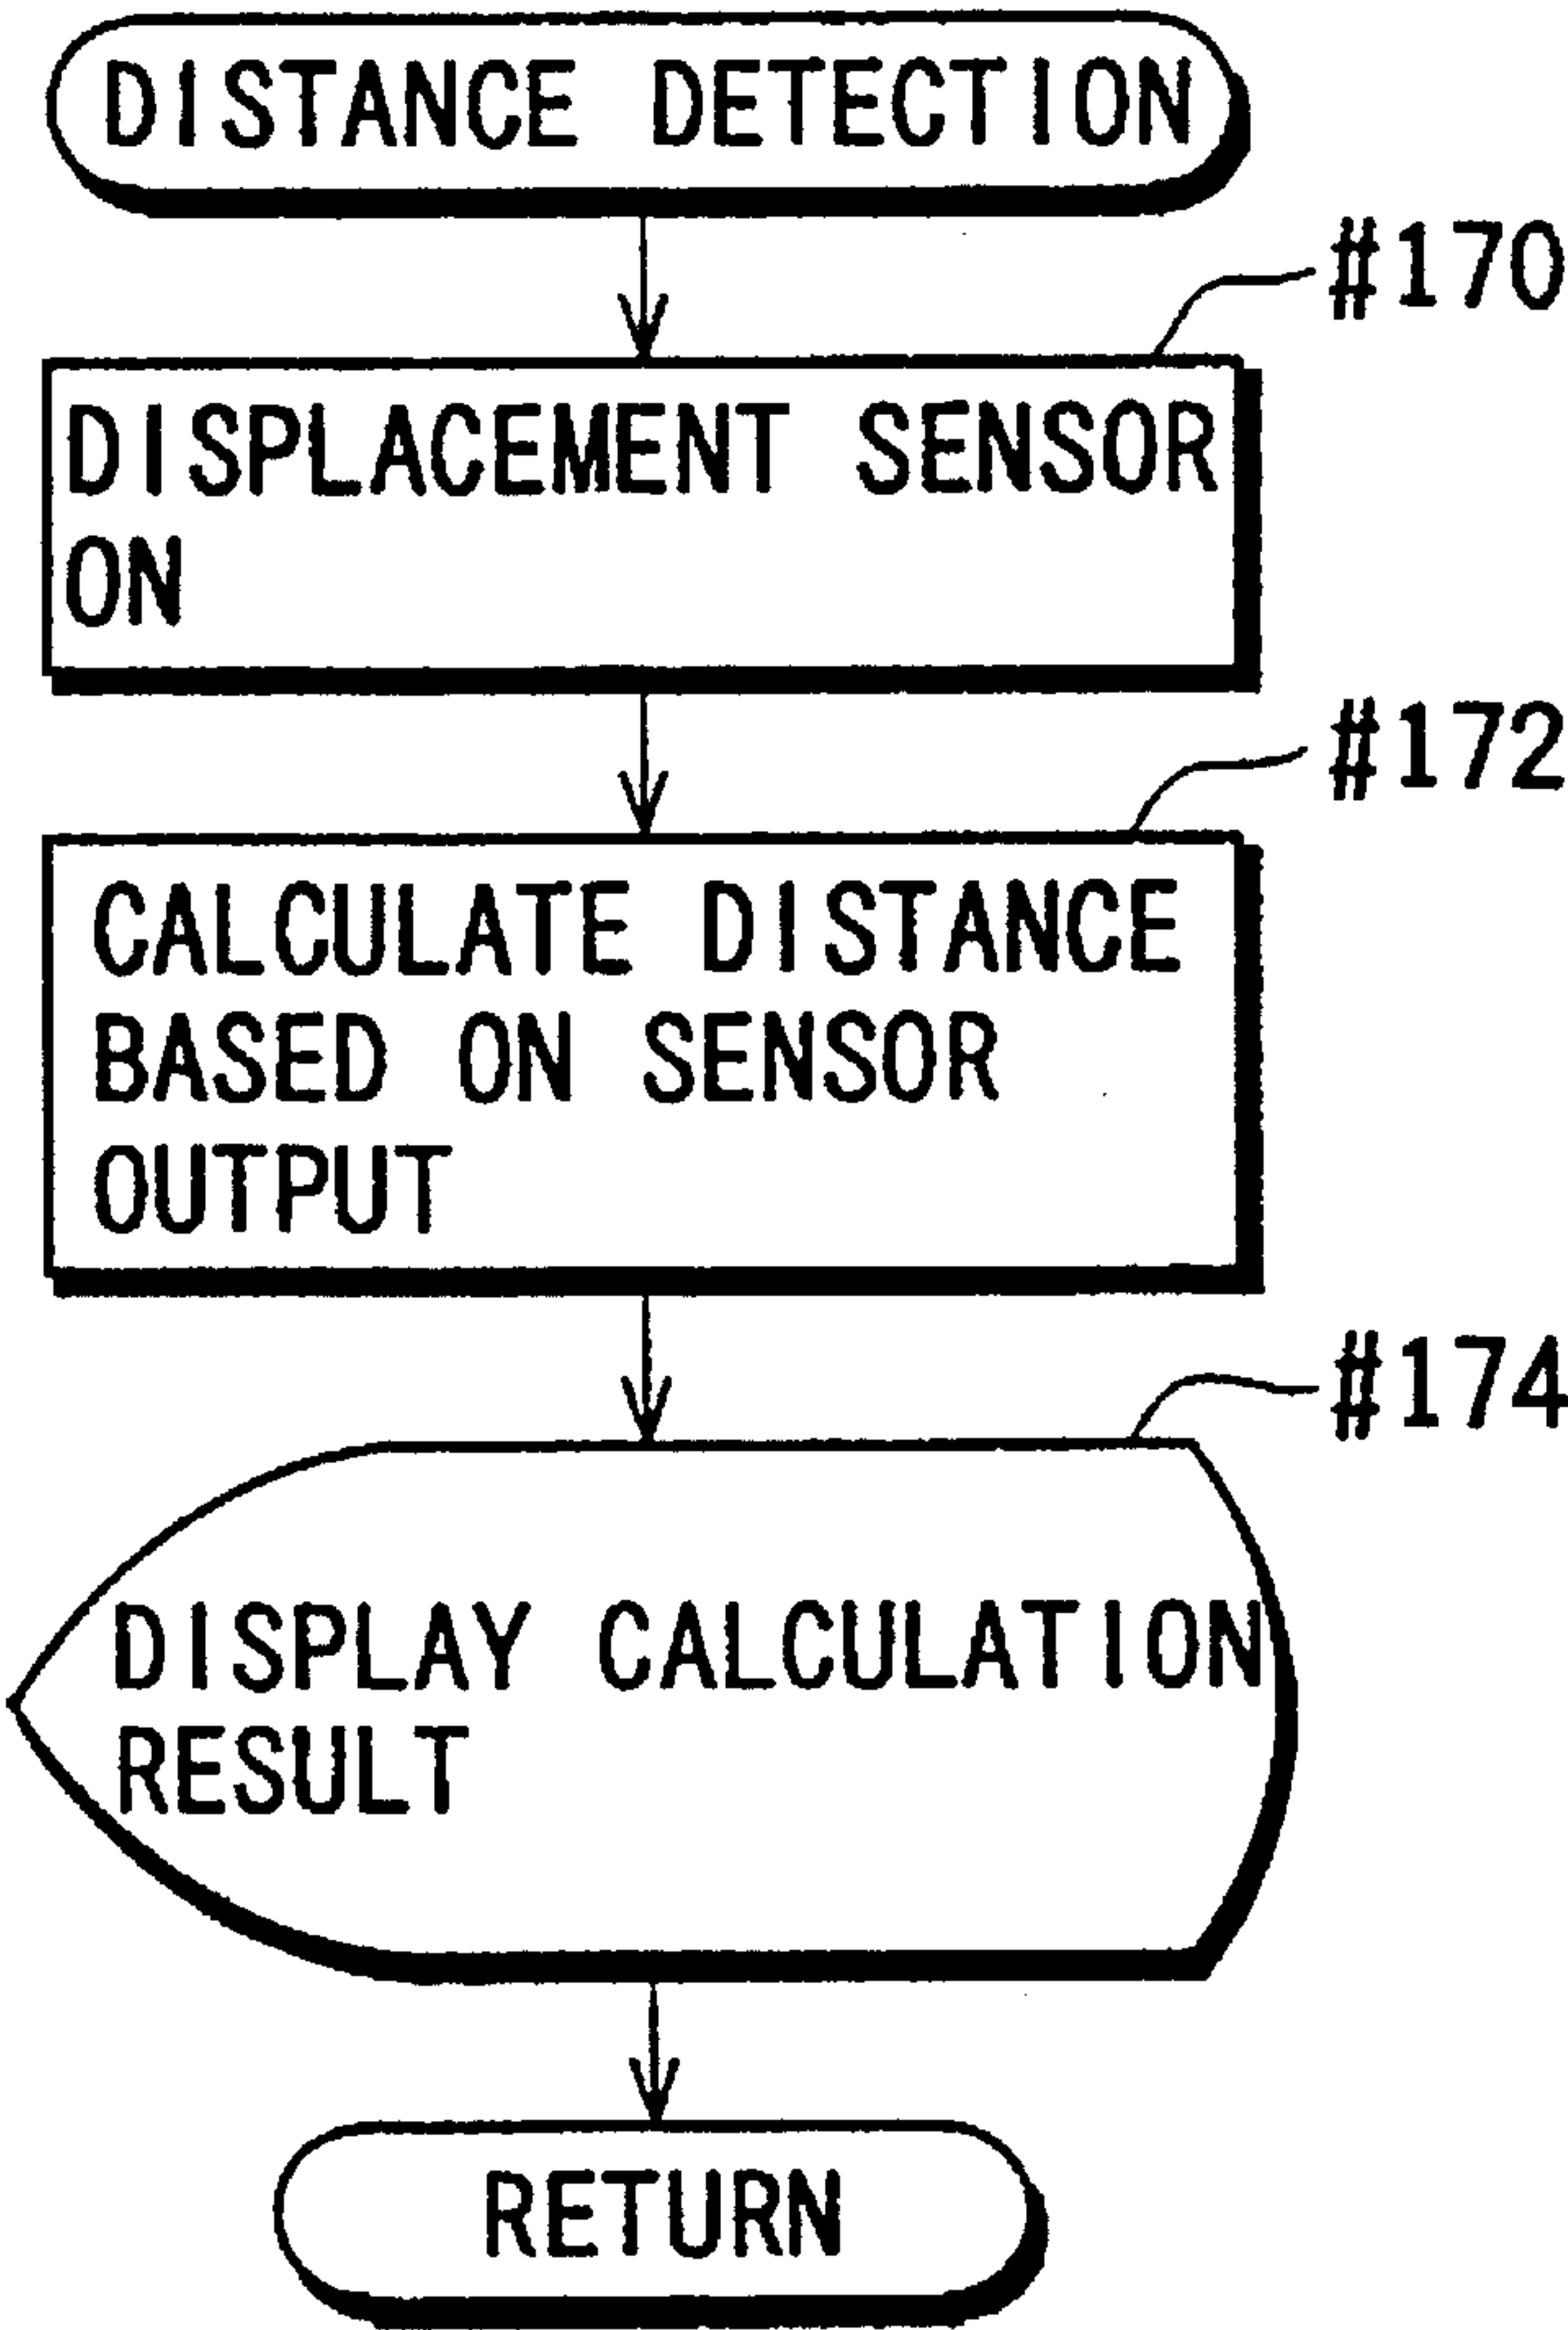 DISTANCE DETECTION
#170
DISPLACEMENT SENSOR
ON
#172
CALCULATE DISTANCE
BASED ON SENSOR
OUTPUT
#174
DISPLAY CALCULATION
RESULT
RETURN